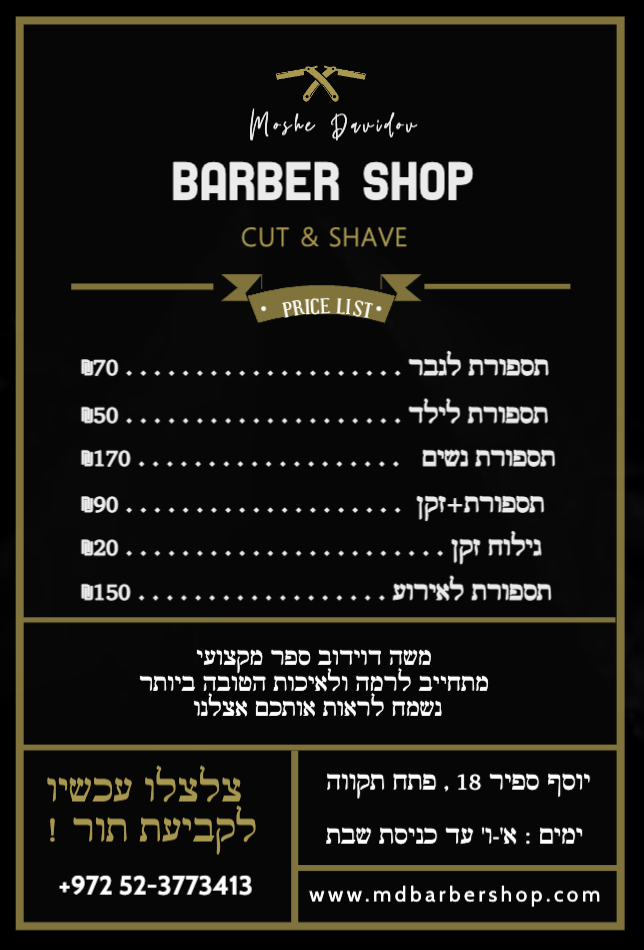 Moshe Davidov
BARBER SHOP
CUT & SHAVE
• PRICE LIST •
תספורת לגבר . . . . . . . . . . . . . . . . . . . . ₪70
תספורת לילד . . . . . . . . . . . . . . . . . . . . ₪50
תספורת נשים . . . . . . . . . . . . . . . . . . . ₪170
תספורת+זקן . . . . . . . . . . . . . . . . . . . . ₪90
גילוח זקן . . . . . . . . . . . . . . . . . . . . . . . ₪20
תספורת לאירוע . . . . . . . . . . . . . . . . . . ₪150
משה דוידוב ספר מקצועי
מתחייב לרמה ולאיכות הטובה ביותר
נשמח לראות אותכם אצלנו
יוסף ספיר 18 , פתח תקווה
ימים : א'-ו' עד כניסת שבת
www.mdbarbershop.com
צלצלו עכשיו
לקביעת תור !
+972 52-3773413